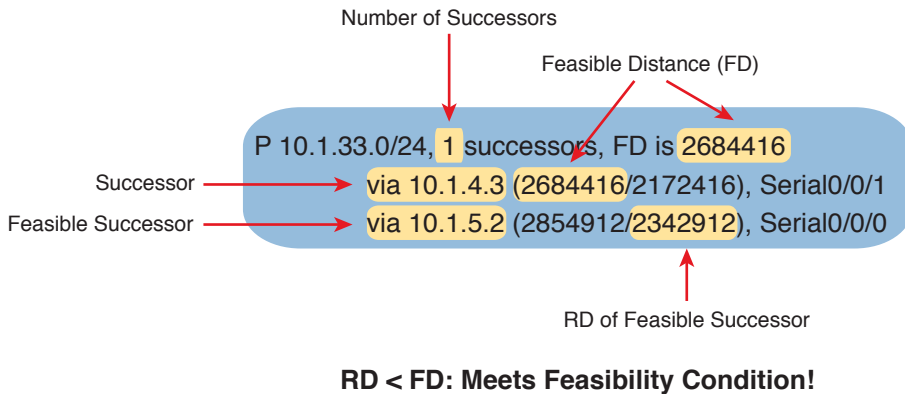 Number of Successors
Feasible Distance (FD)
P 10.1.33.0/24, 1 successors, FD is 2684416
Successor
via 10.1.4.3 (2684416/2172416), Serial0/0/1
Feasible Successor
via 10.1.5.2 (2854912/2342912), Serial0/0/0
RD of Feasible Successor
RD < FD: Meets Feasibility Condition!